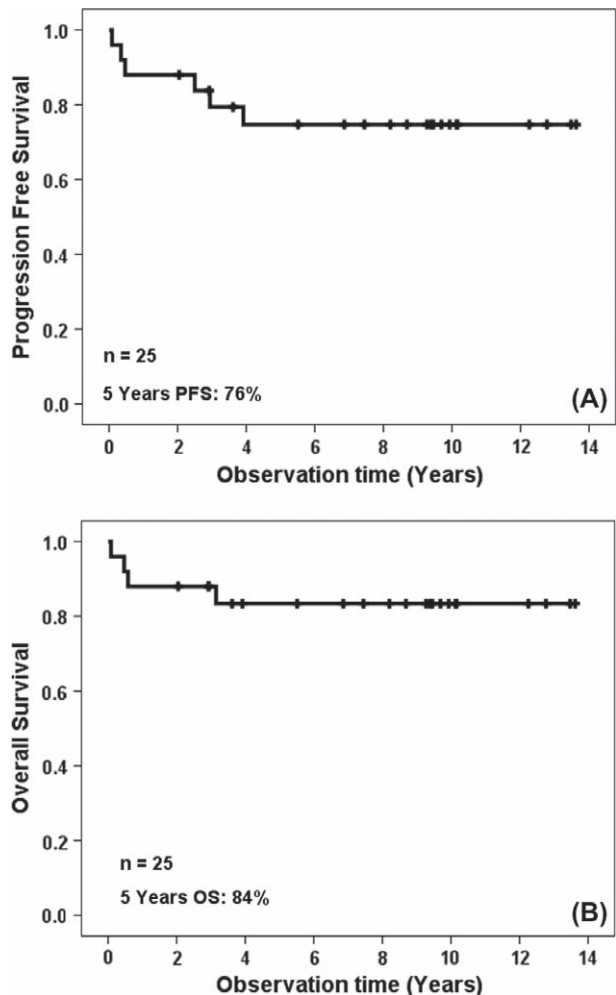 Progression Free Survival
1.0
0.8
0.6
0.4
0.2
0.0
n = 25
5 Years PFS: 76%
(A)
0 2 4 6 8 10 12 14
Observation time (Years)
Overall Survival
1.0
0.8
0.6
0.4
0.2
0.0
n = 25
5 Years OS: 84%
(B)
0 2 4 6 8 10 12 14
Observation time (Years)